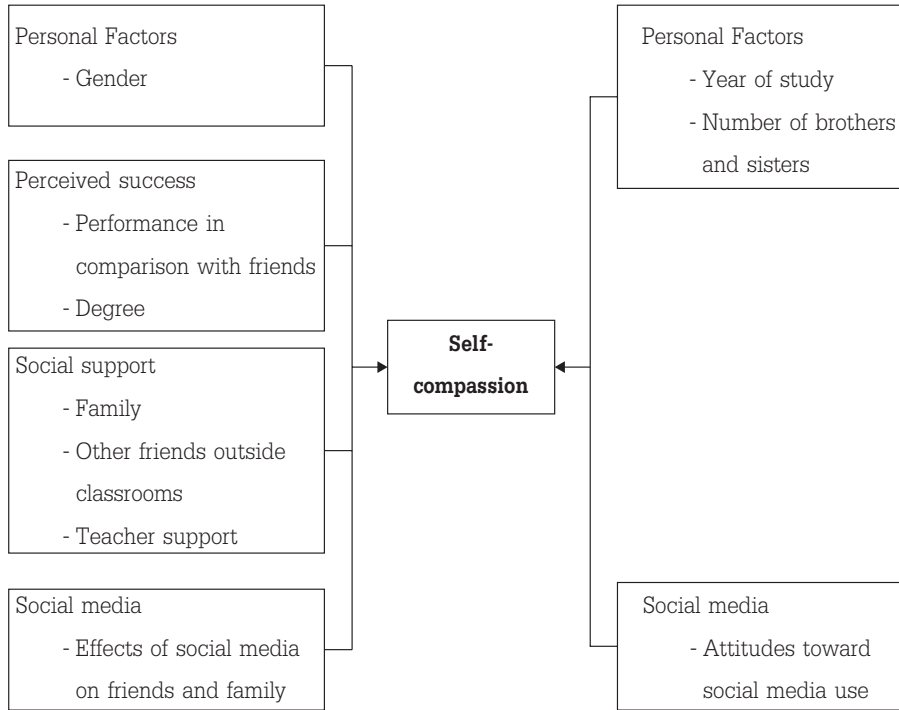 Personal Factors
- Gender
Perceived success
- Performance in
comparison with friends
- Degree
Social support
- Family
- Other friends outside
classrooms
- Teacher support
Social media
- Effects of social media
on friends and family
Self-
compassion
Personal Factors
- Year of study
- Number of brothers
and sisters
Social media
- Attitudes toward
social media use